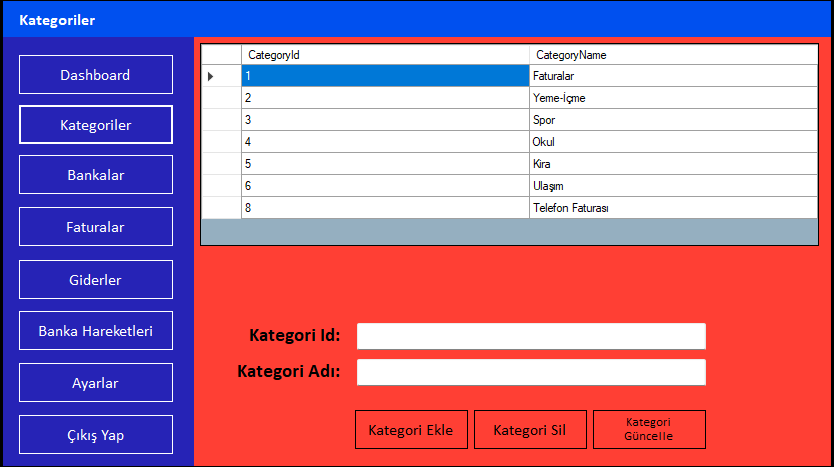 Kategoriler
Dashboard
Kategoriler
Bankalar
Faturalar
Giderler
Banka Hareketleri
Ayarlar
Çıkış Yap
CategoryId CategoryName
1 Faturalar
2 Yeme-İçme
3 Spor
4 Okul
5 Kira
6 Ulaşım
8 Telefon Faturası
Kategori Id:
Kategori Adı:
Kategori Ekle
Kategori Sil
Kategori
Güncelle